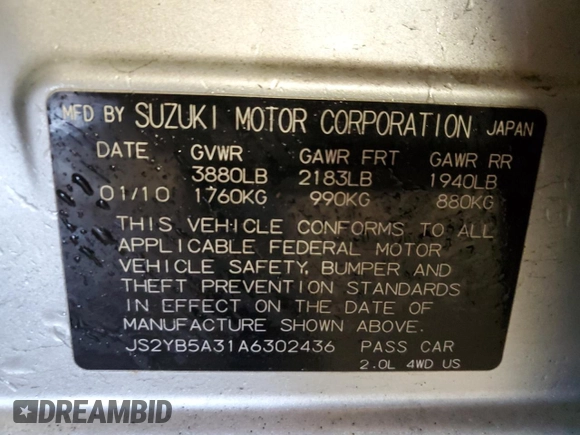 MFD BY SUZUKI MOTOR CORPORATION JAPAN
DATE GVWR GAWR FRT GAWR RR
3880LB 2183LB 1940LB
01/10 1760KG 990KG 880KG
THIS VEHICLE CONFORMS TO ALL
APPLICABLE FEDERAL MOTOR
VEHICLE SAFETY, BUMPER AND
THEFT PREVENTION STANDARDS
IN EFFECT ON THE DATE OF
MANUFACTURE SHOWN ABOVE.
JS2YB5A31A6302436 PASS CAR
2.0L 4WD US
DREAMBID